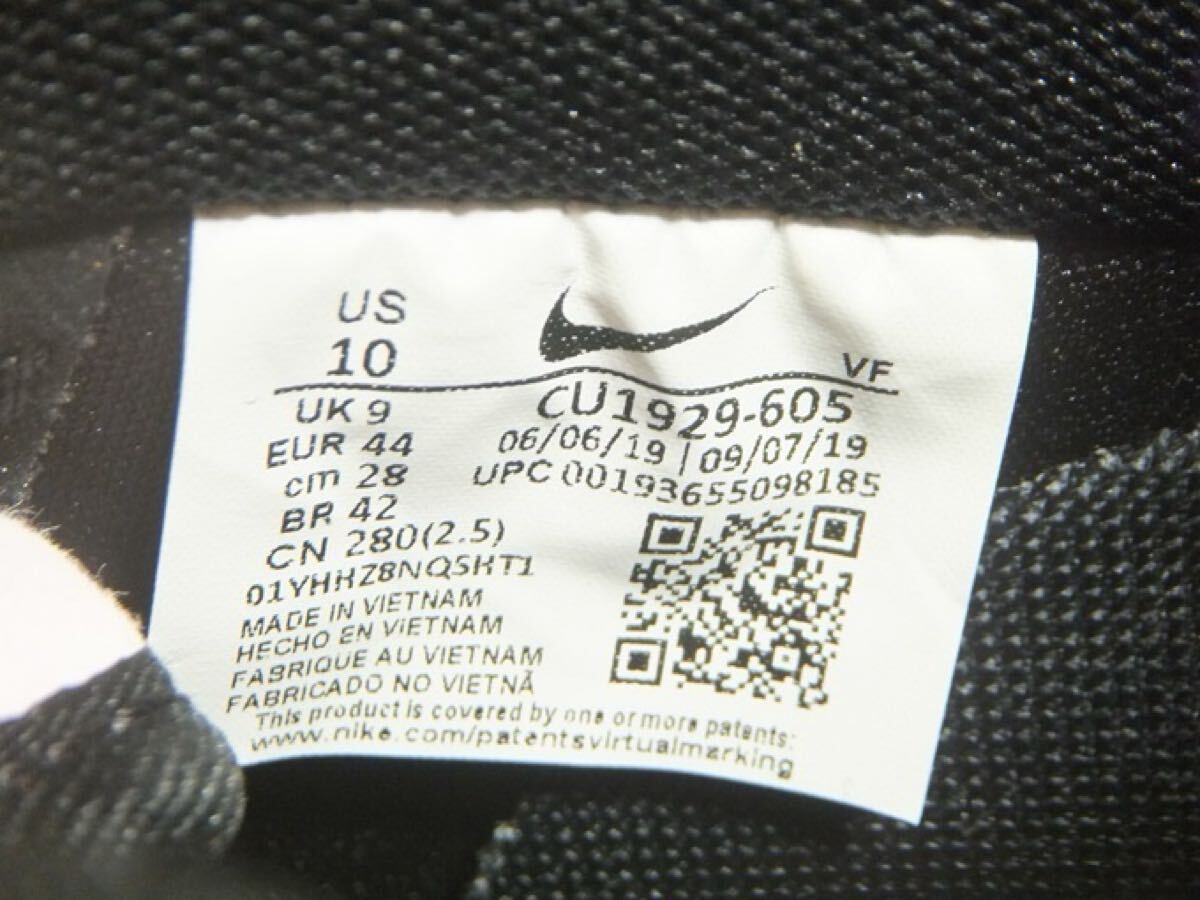 US
10
VF
UK 9
EUR 44
cm 28
BR 42
CN 280(2.5)
CU1929-605
06/06/19 | 09/07/19
UPC 00193655098185
01YHHZ8NQ5HT1
MADE IN VIETNAM
HECHO EN VIETNAM
FABRIQUE AU VIETNAM
FABRICADO NO VIETNÃ
This product is covered by one or more patents:
www.nike.com/patentsvirtualmarking